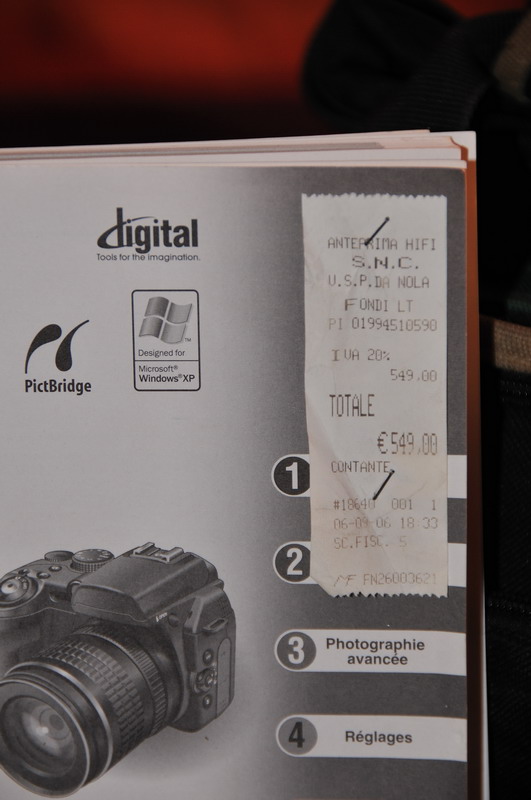 digital
Tools for the imagination.
PictBridge
TM
Designed for
Microsoft®
Windows®XP
ANTEPRIMA HIFI
S.N.C.
U.S.P.DA NOLA
FONDI LT
PI 01994510590
IVA 20%
549,00
TOTALE
€549,00
CONTANTE
#18640 001 1
06-09-06 18:33
SC.FISC. 5
FN26003621
1
2
3 Photographie
avancée
4 Réglages